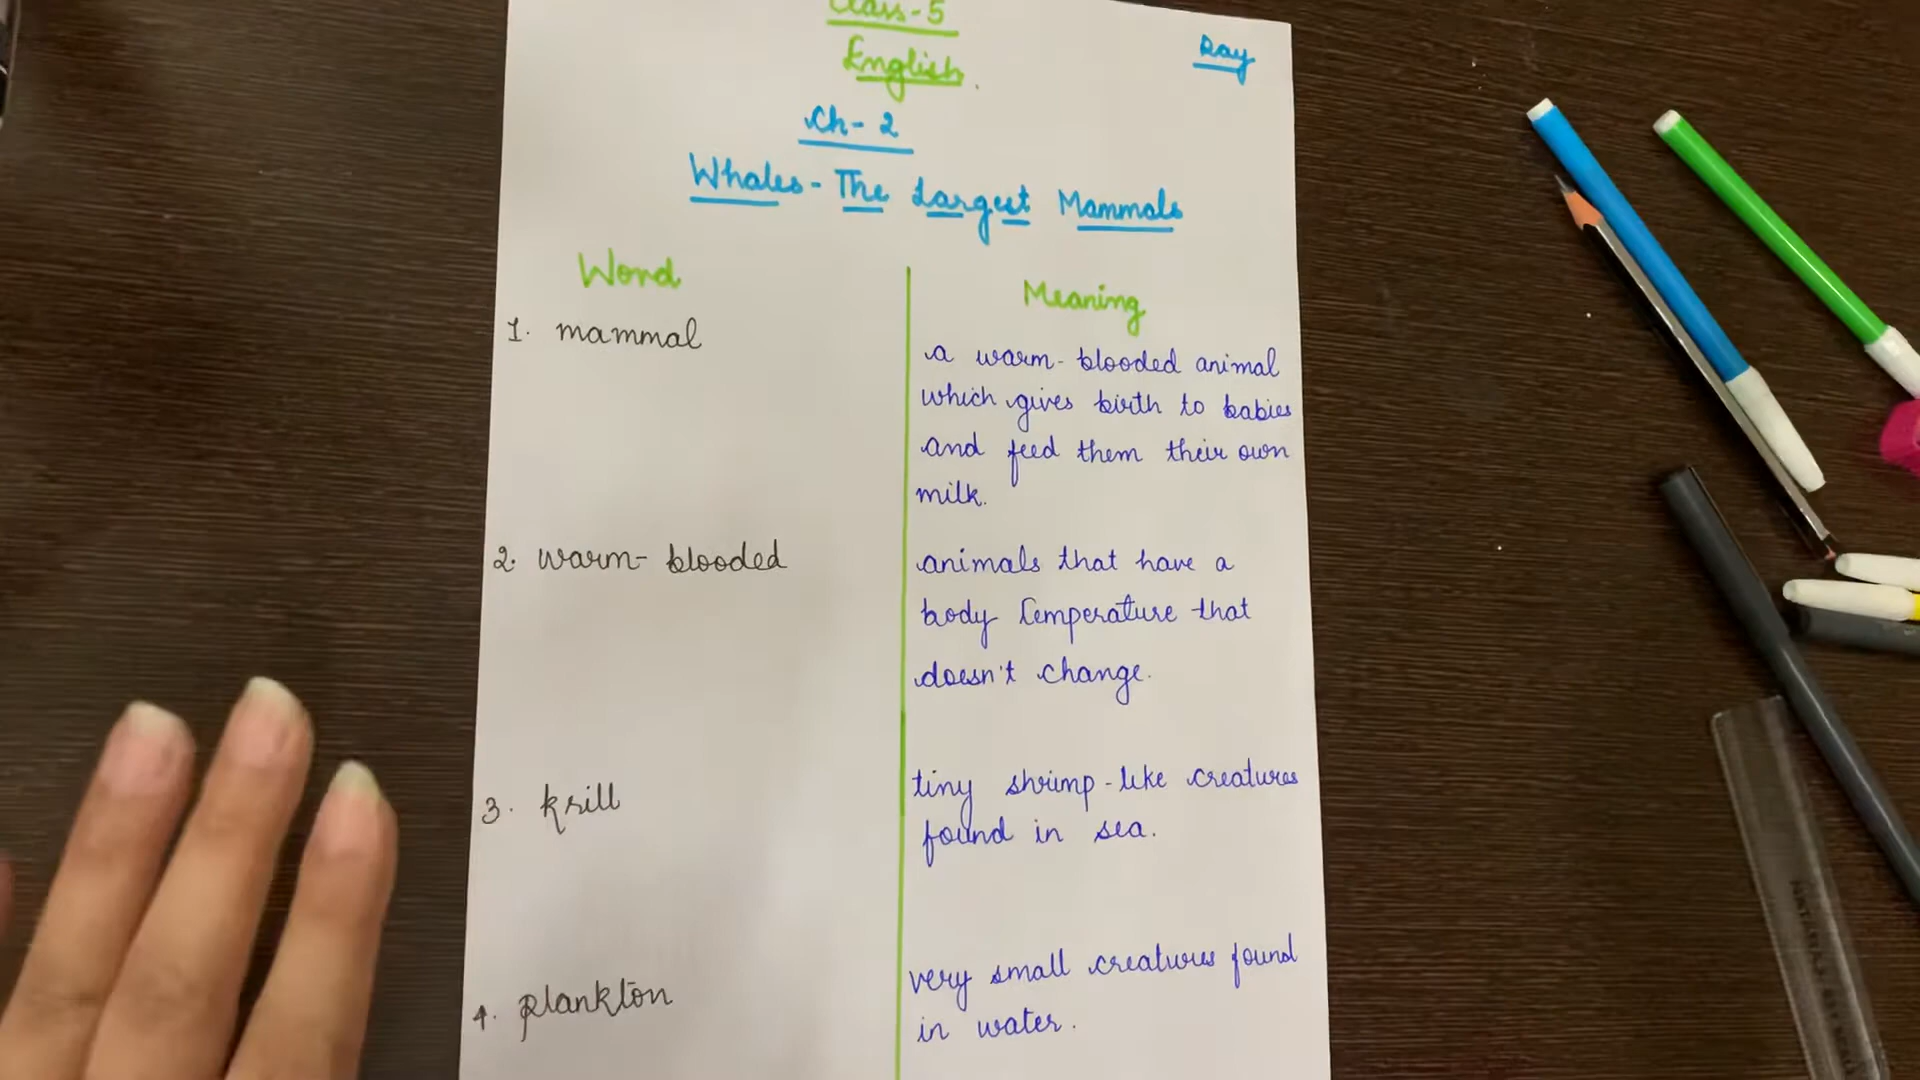 Class-5
English.
Day
Ch-2
Whales - The Largest Mammals
Word
Meaning
1. mammal
a warm-blooded animal
which gives birth to babies
and feed them their own
milk.
2. warm-blooded
animals that have a
body temperature that
doesn't change.
3. krill
tiny shrimp-like creatures
found in sea.
4. plankton
very small creatures found
in water.